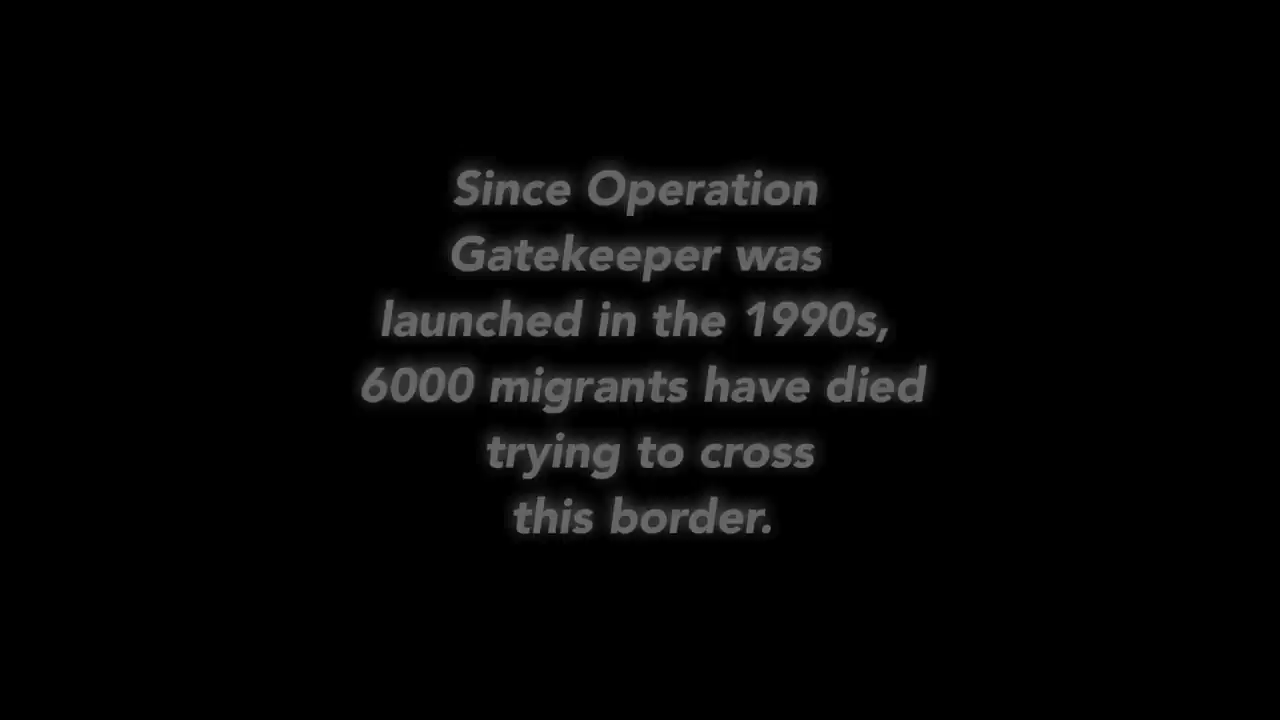 Since Operation
Gatekeeper was
launched in the 1990s,
6000 migrants have died
trying to cross
this border.